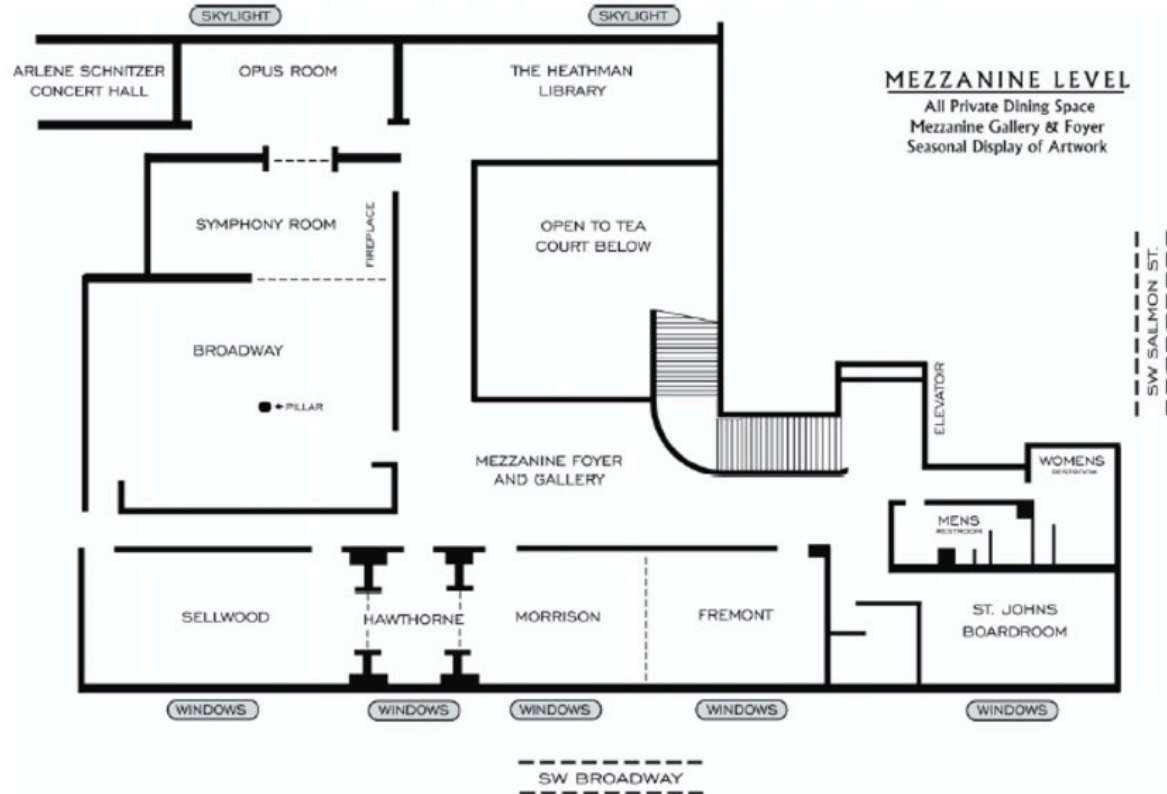 SKYLIGHT
SKYLIGHT
ARLENE SCHNITZER
CONCERT HALL
OPUS ROOM
THE HEATHMAN
LIBRARY
MEZZANINE LEVEL
All Private Dining Space
Mezzanine Gallery & Foyer
Seasonal Display of Artwork
SYMPHONY ROOM
FIREPLACE
OPEN TO TEA
COURT BELOW
SW SALMON ST.
BROADWAY
PILLAR
ELEVATOR
MEZZANINE FOYER
AND GALLERY
WOMENS
RESTROOM
MENS
RESTROOM
SELLWOOD
HAWTHORNE
MORRISON
FREMONT
ST. JOHNS
BOARDROOM
WINDOWS
WINDOWS
WINDOWS
WINDOWS
WINDOWS
SW BROADWAY